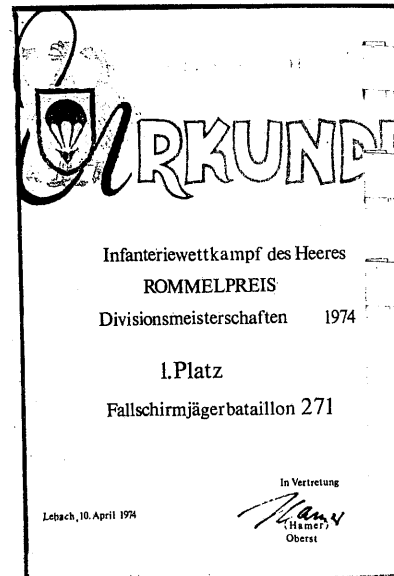 URKUNDE
Infanteriewettkampf des Heeres
ROMMELPREIS
Divisionsmeisterschaften 1974
1.Platz
Fallschirmjägerbataillon 271
In Vertretung
Lebach, 10. April 1974
(Hamer)
Oberst